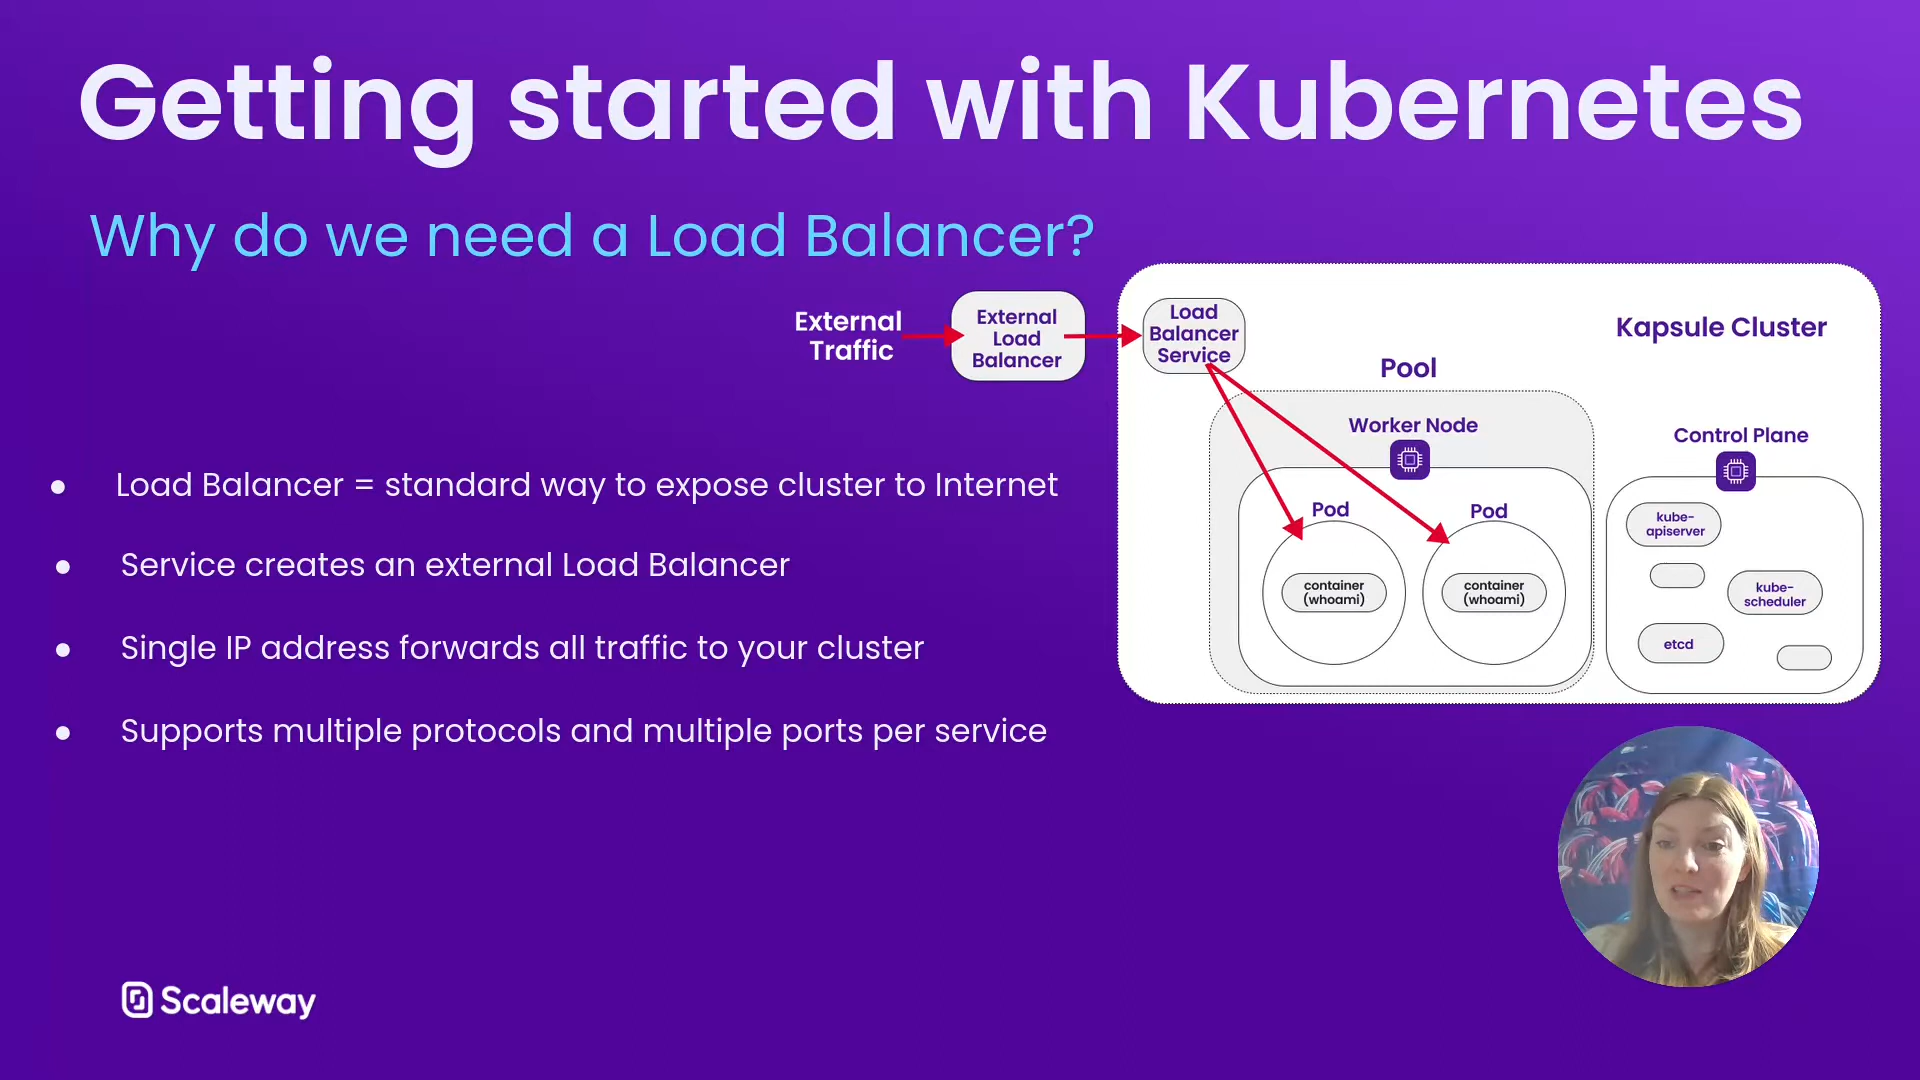 Getting started with Kubernetes
Why do we need a Load Balancer?
External
Traffic
External
Load
Balancer
Load
Balancer
Service
Kapsule Cluster
Pool
Worker Node
Control Plane
Pod
Pod
container
(whoami)
container
(whoami)
kube-
apiserver
kube-
scheduler
etcd
● Load Balancer = standard way to expose cluster to Internet
● Service creates an external Load Balancer
● Single IP address forwards all traffic to your cluster
● Supports multiple protocols and multiple ports per service
Scaleway